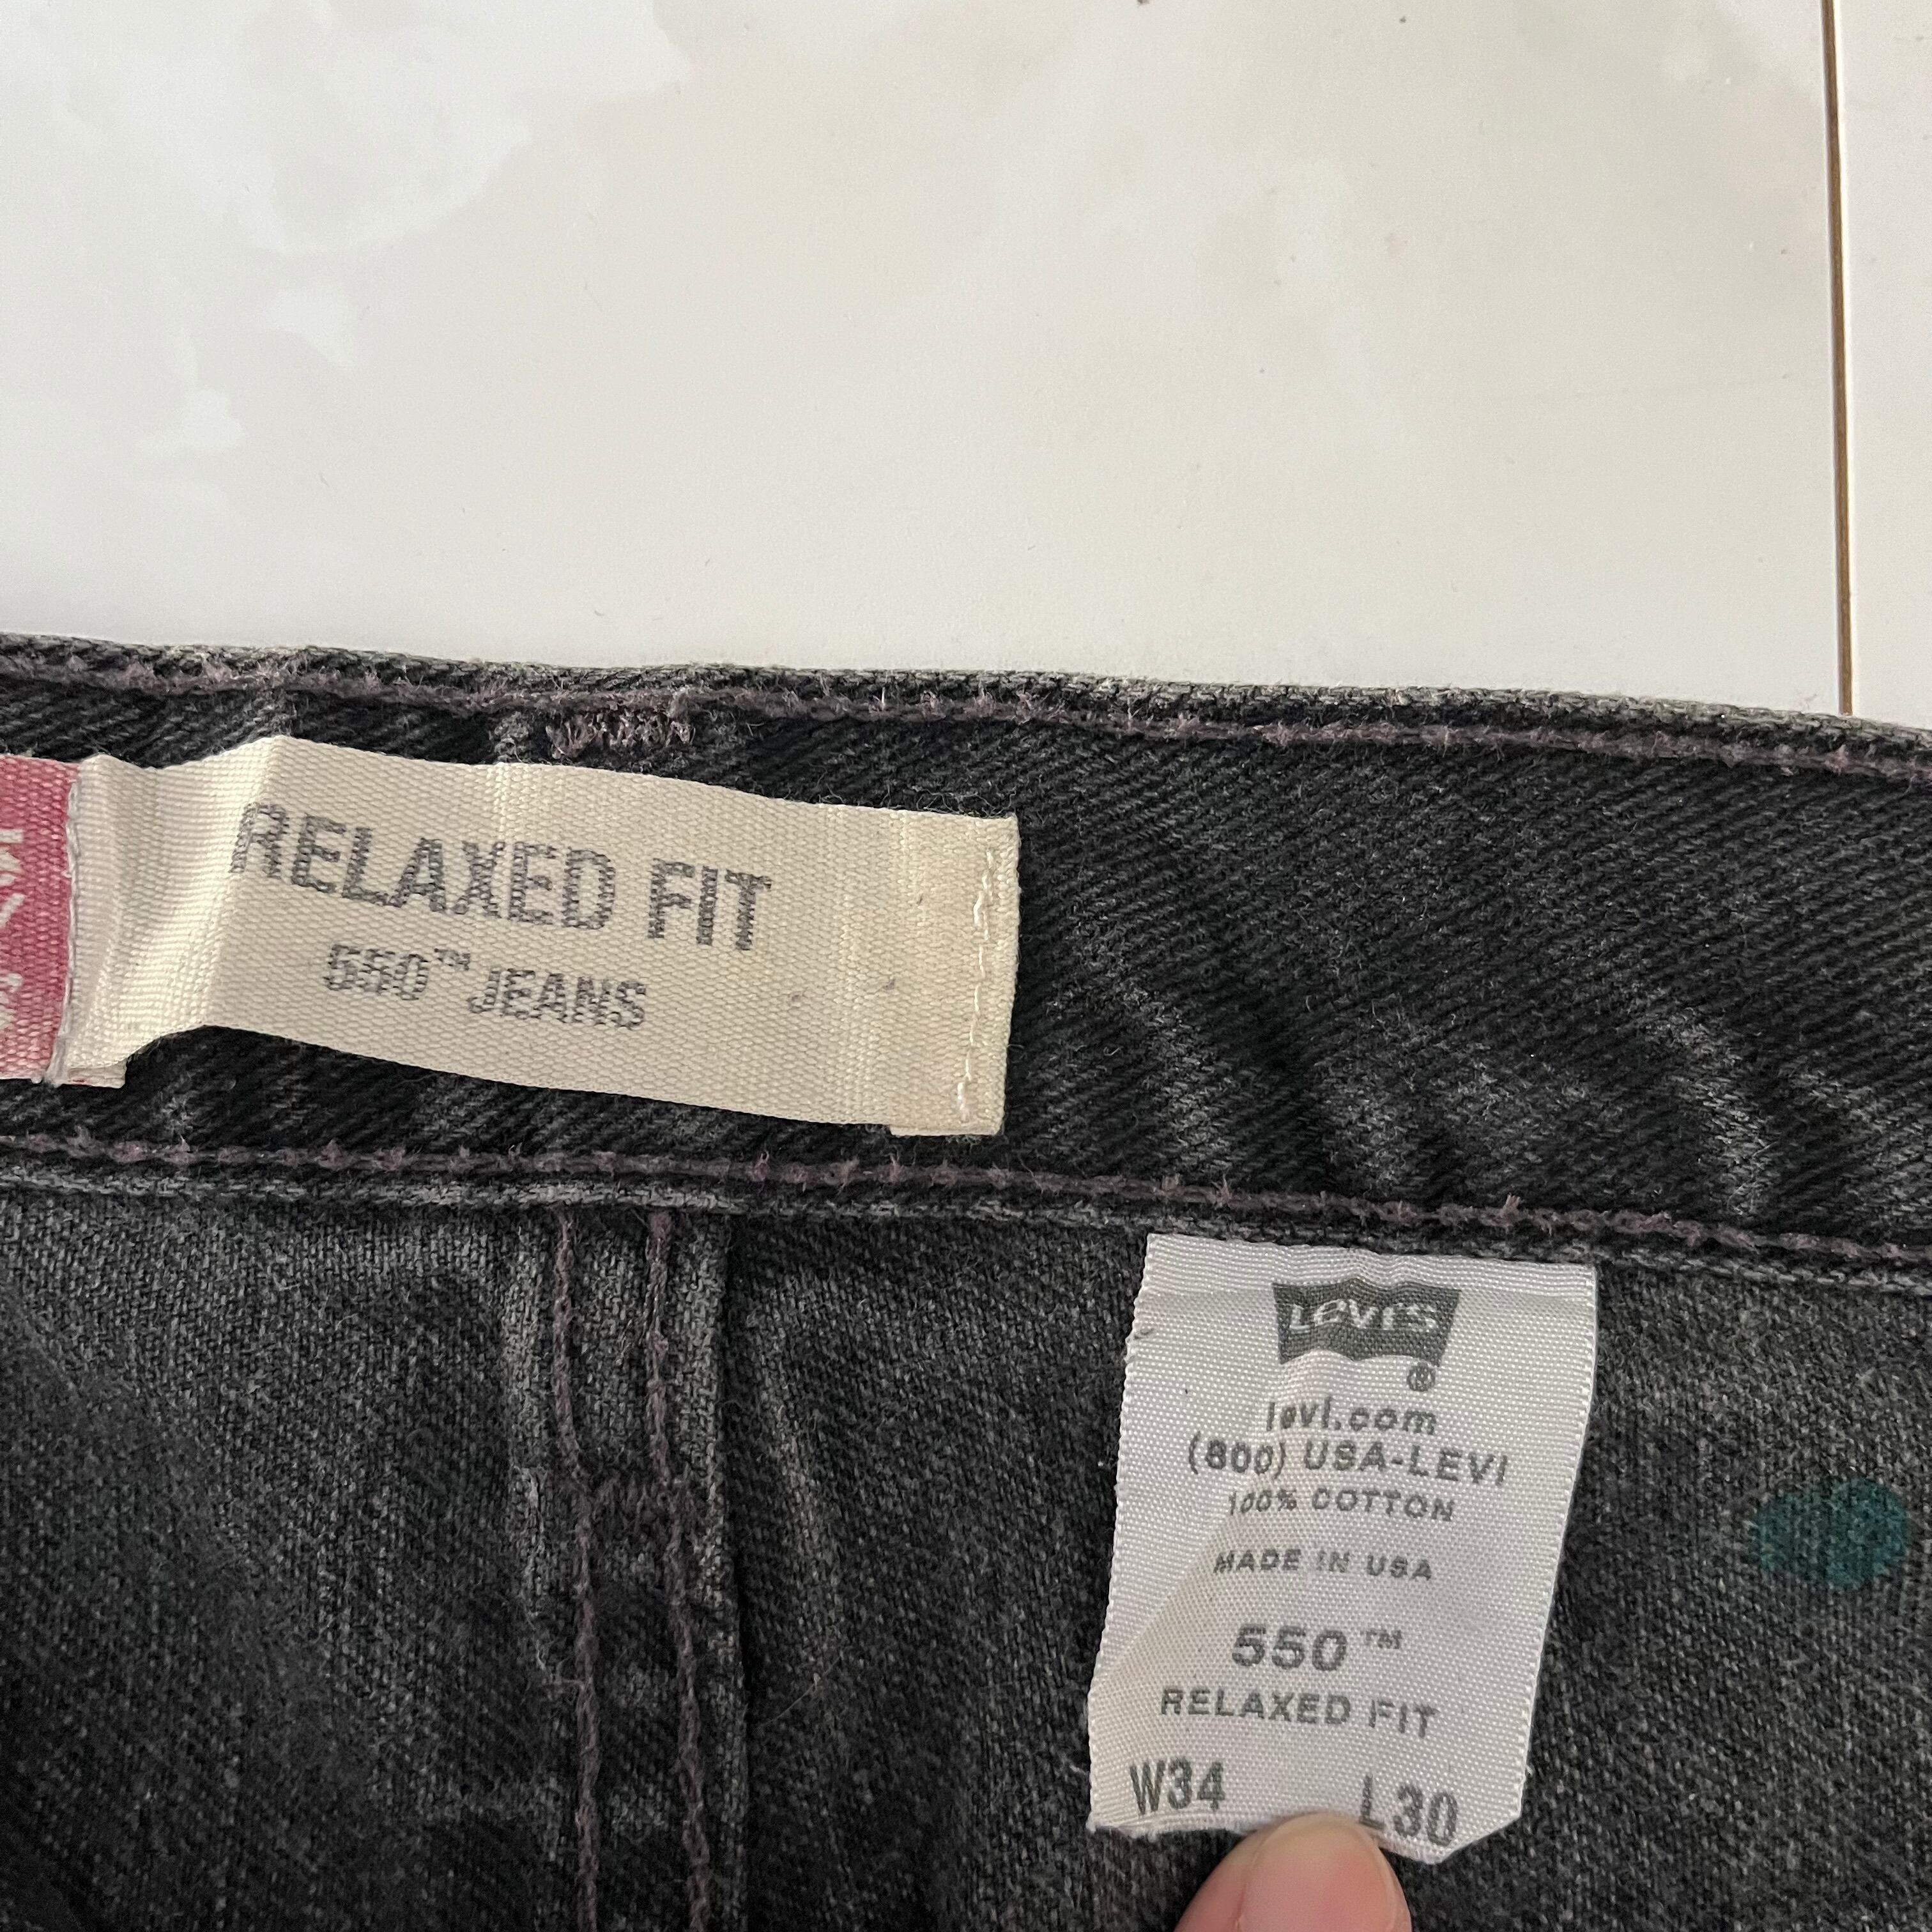 RELAXED FIT
550™ JEANS
LEVI'S
®
levi.com
(800) USA-LEVI
100% COTTON
MADE IN USA
550™
RELAXED FIT
W34 L30